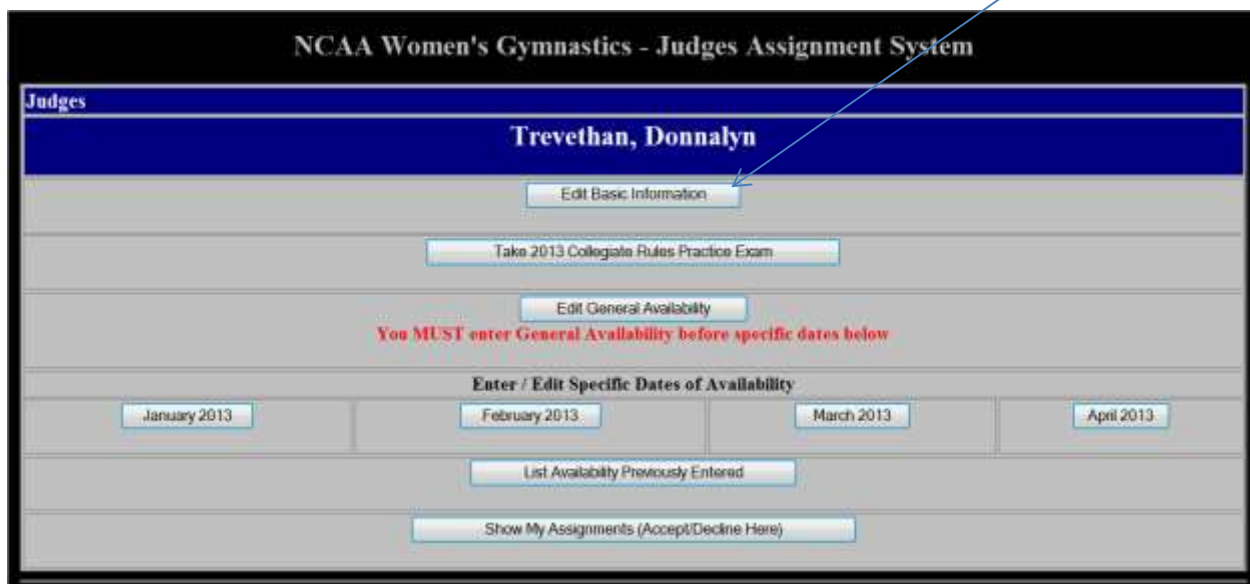 NCAA Women's Gymnastics - Judges Assignment System
Judges
Trevethan, Donnalyn
Edit Basic Information
Take 2013 Collegiate Rules Practice Exam
Edit General Availability
You MUST enter General Availability before specific dates below
Enter / Edit Specific Dates of Availability
January 2013 February 2013 March 2013 April 2013
List Availability Previously Entered
Show My Assignments (Accept/Decline Here)